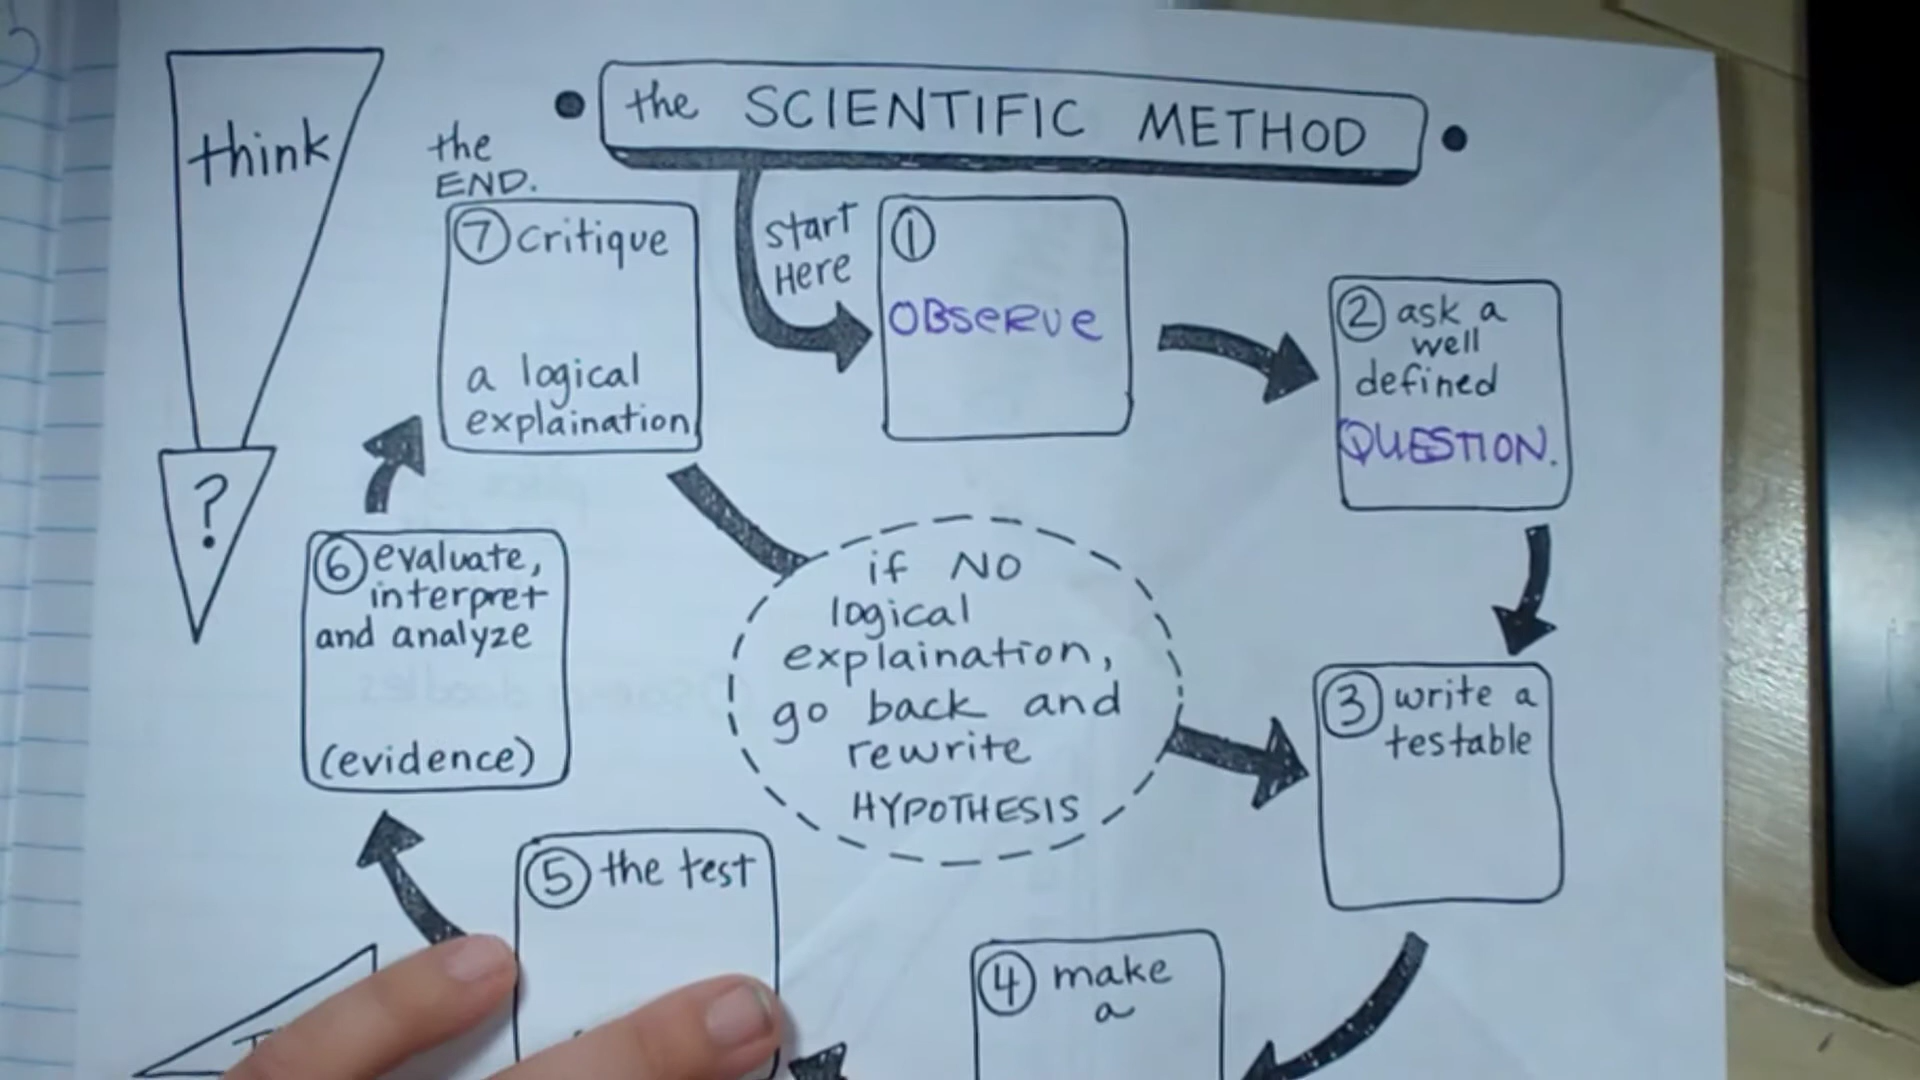 the SCIENTIFIC METHOD
think
?
the
END.
start
Here
1
OBSERVE
2 ask a
well
defined
QUESTION.
3 write a
testable
4 make
a
5 the test
6 evaluate,
interpret
and analyze
(evidence)
7 critique
a logical
explaination
if NO
logical
explaination,
go back and
rewrite
HYPOTHESIS